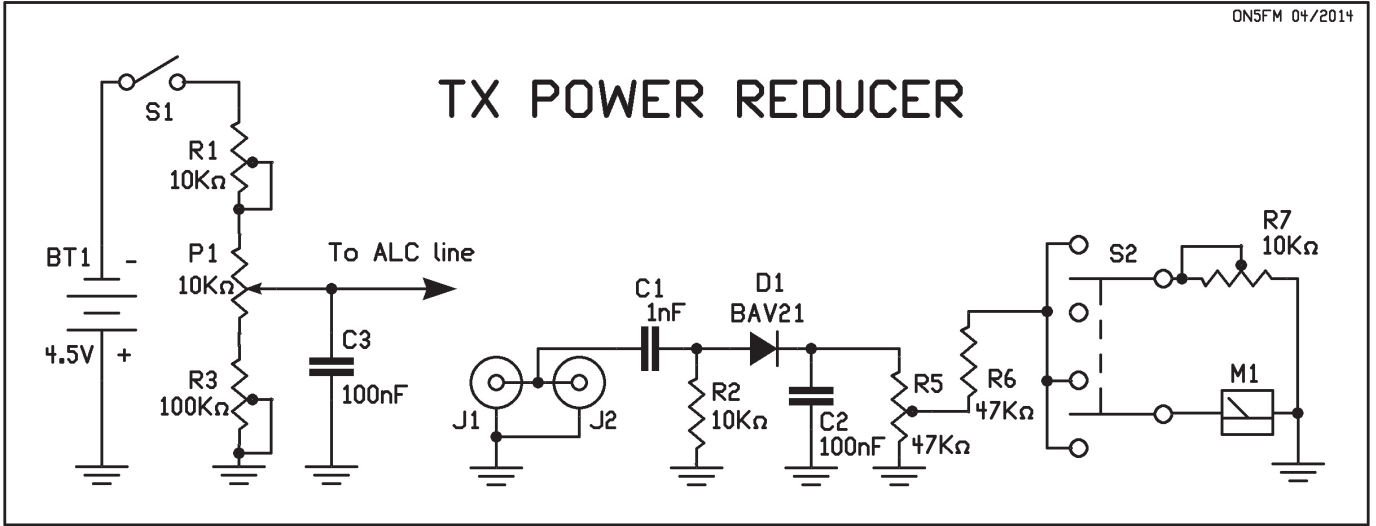 ON5FM 04/2014
TX POWER REDUCER
S1
R1
10KΩ
BT1
-
4.5V
+
P1
10KΩ
To ALC line
R3
100KΩ
C3
100nF
J1
J2
C1
1nF
D1
BAV21
R2
10KΩ
C2
100nF
R5
47KΩ
R6
47KΩ
S2
R7
10KΩ
M1